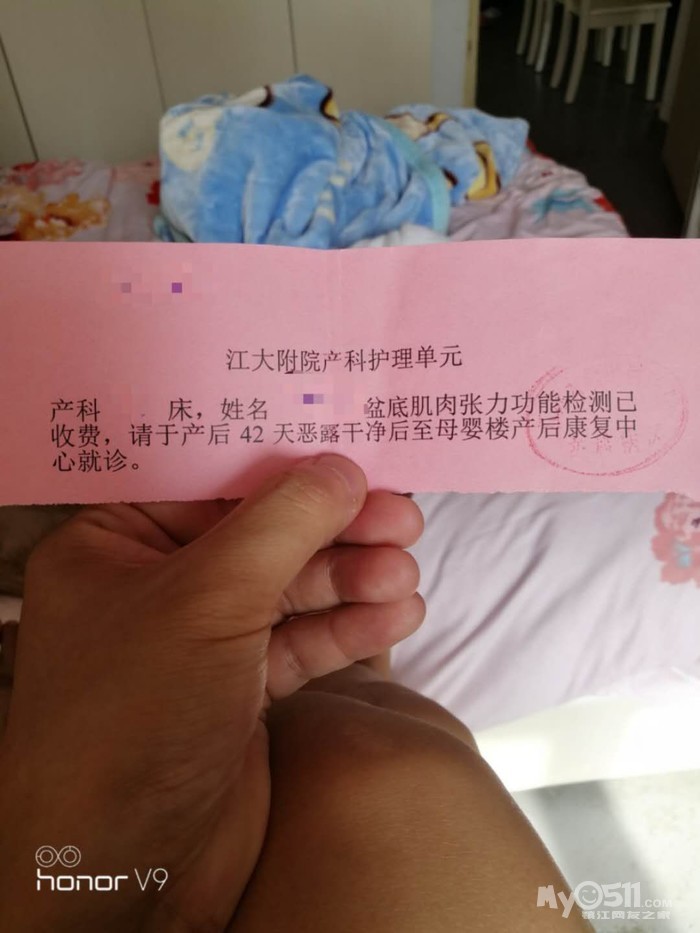 江大附院产科护理单元
产科 床，姓名 盆底肌肉张力功能检测已
收费，请于产后 42 天恶露干净后至母婴楼产后康复中
心就诊。
honor V9
My0511.com
镇江网友之家